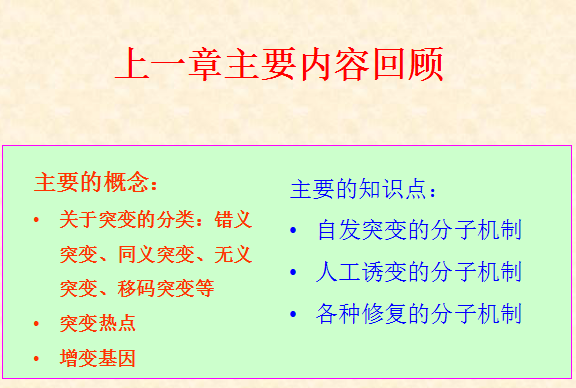 上一章主要内容回顾
主要的概念：
• 关于突变的分类：错义
突变、同义突变、无义
突变、移码突变等
• 突变热点
• 增变基因
主要的知识点：
• 自发突变的分子机制
• 人工诱变的分子机制
• 各种修复的分子机制